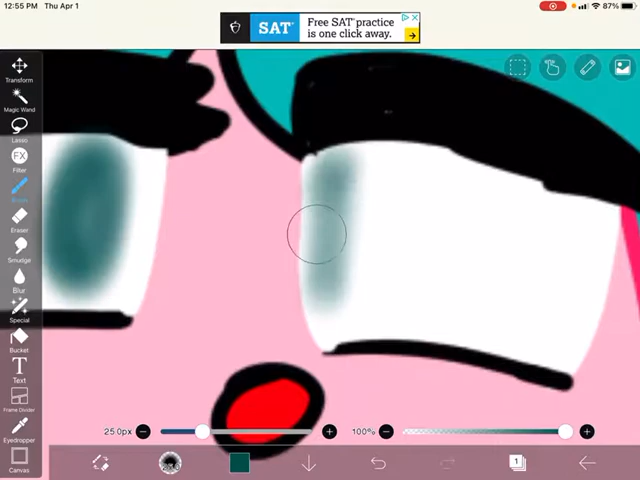 12:55 PM Thu Apr 1
87%
SAT
Free SAT practice
is one click away.
Transform
Magic Wand
Lasso
FX
Filter
Brush
Eraser
Smudge
Blur
Special
Bucket
T
Text
Frame Divider
Eyedropper
Canvas
25.0px
100%
1